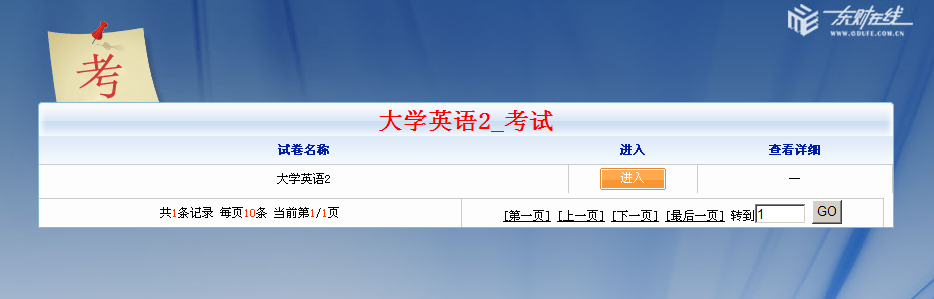 东财在线
WWW.EDUFE.COM.CN
考
大学英语2_考试
试卷名称 进入 查看详细
大学英语2 进入 —
共1条记录 每页10条 当前第1/1页 [第一页] [上一页] [下一页] [最后一页] 转到 1 GO